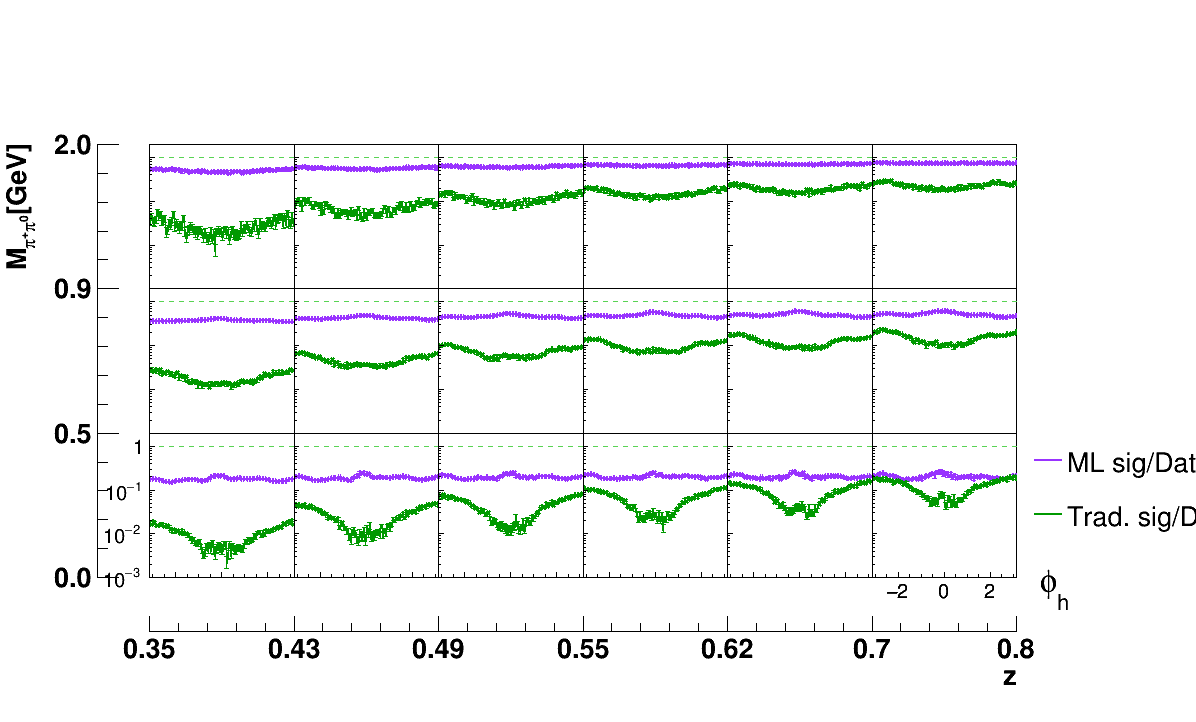 2.0
M_{π⁺π⁰}[GeV]
0.9
0.5
1
ML sig/Dat
10⁻¹
Trad. sig/D
10⁻²
0.0 10⁻³
−2 0 2 ϕ_h
0.35 0.43 0.49 0.55 0.62 0.7 0.8
z